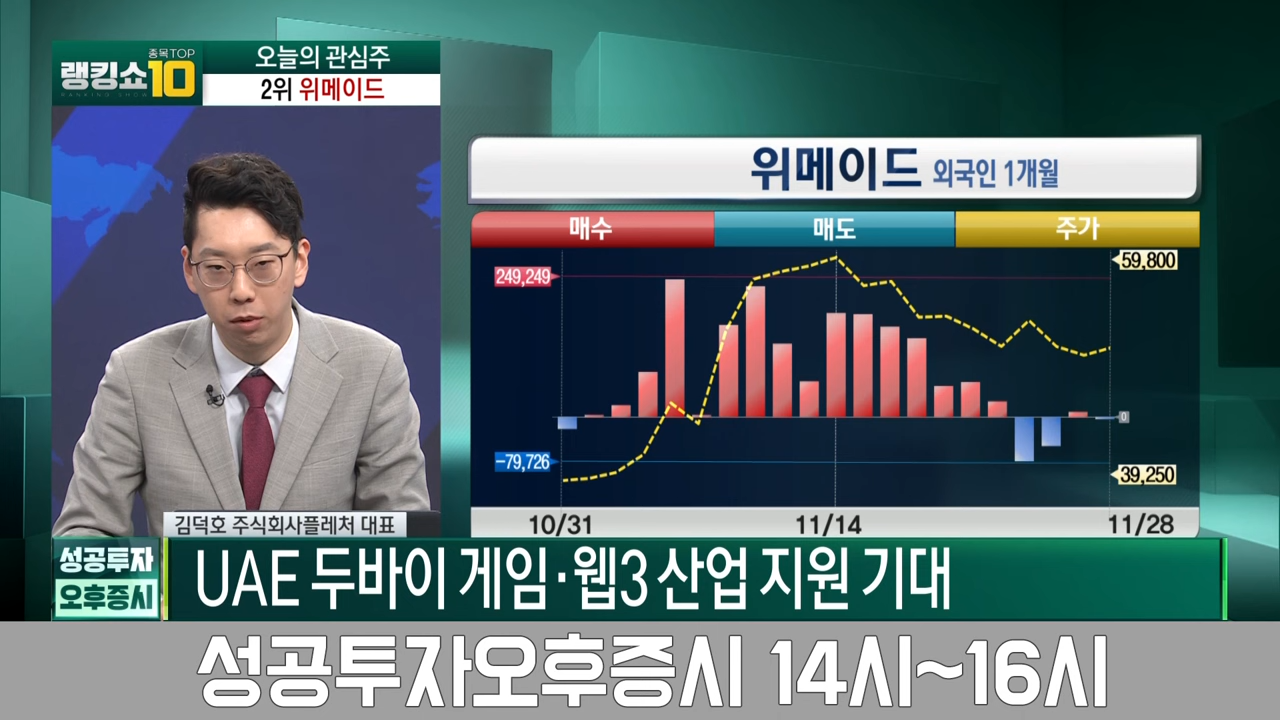 종목TOP
랭킹쇼10
RANKING SHOW
오늘의 관심주
2위 위메이드
위메이드 외국인 1개월
매수 매도 주가
249,249
59,800
0
-79,726
39,250
10/31 11/14 11/28
김덕호 주식회사플레처 대표
성공투자
오후증시
UAE 두바이 게임·웹3 산업 지원 기대
성공투자오후증시 14시~16시